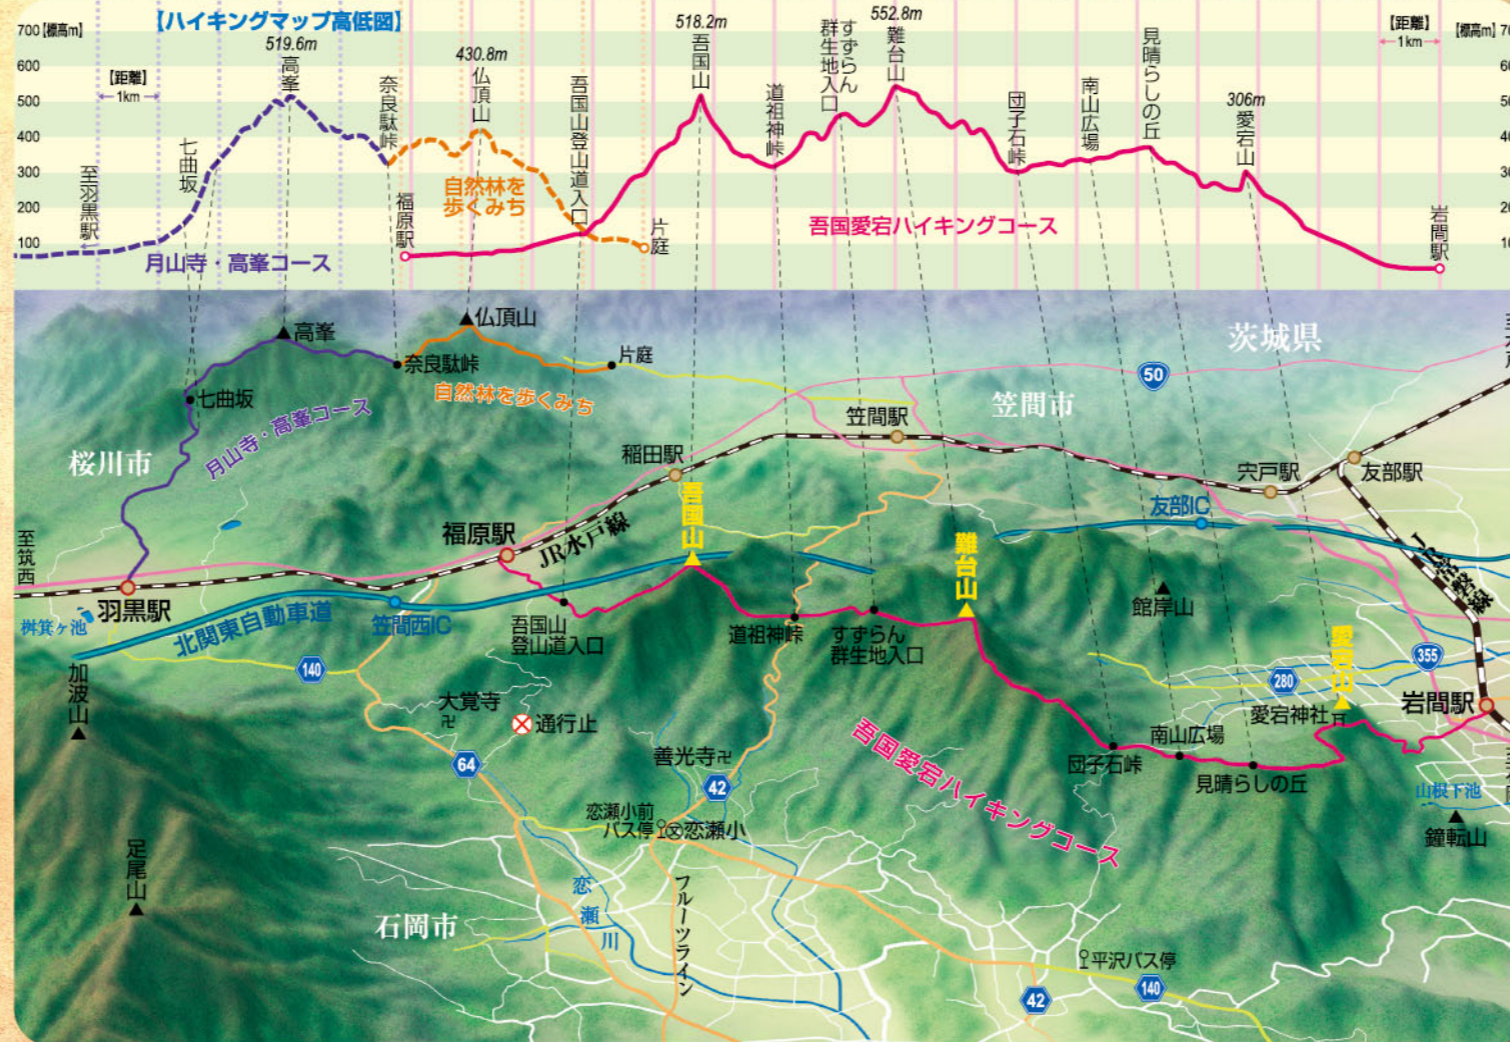 【ハイキングマップ高低図】
700【標高m】
600
500
400
300
200
100
【距離】
1km
【距離】
1km
【標高m】
至羽黒駅
七曲坂
519.6m
高峯
奈良駄峠
福原駅
430.8m
仏頂山
吾国山登山道入口
片庭
518.2m
吾国山
道祖神峠
すずらん
群生地入口
552.8m
難台山
団子石峠
南山広場
見晴らしの丘
306m
愛宕山
岩間駅
月山寺・高峯コース
自然林を
歩くみち
吾国愛宕ハイキングコース
高峯
仏頂山
奈良駄峠
片庭
七曲坂
月山寺・高峯コース
自然林を歩くみち
茨城県
50
笠間市
桜川市
笠間駅
稲田駅
宍戸駅
友部駅
吾国山
友部IC
福原駅
JR水戸線
難台山
JR常磐線
至筑西
羽黒駅
桝箕ヶ池
北関東自動車道
笠間西IC
吾国山
登山道入口
道祖神峠
すずらん
群生地入口
館岸山
愛宕山
355
280
140
加波山
大覚寺
通行止
愛宕神社
岩間駅
64
善光寺
42
吾国愛宕ハイキングコース
団子石峠
南山広場
見晴らしの丘
山根下池
鐘転山
恋瀬小前
バス停
文
恋瀬小
足尾山
石岡市
恋瀬川
フルーツライン
平沢バス停
42
140